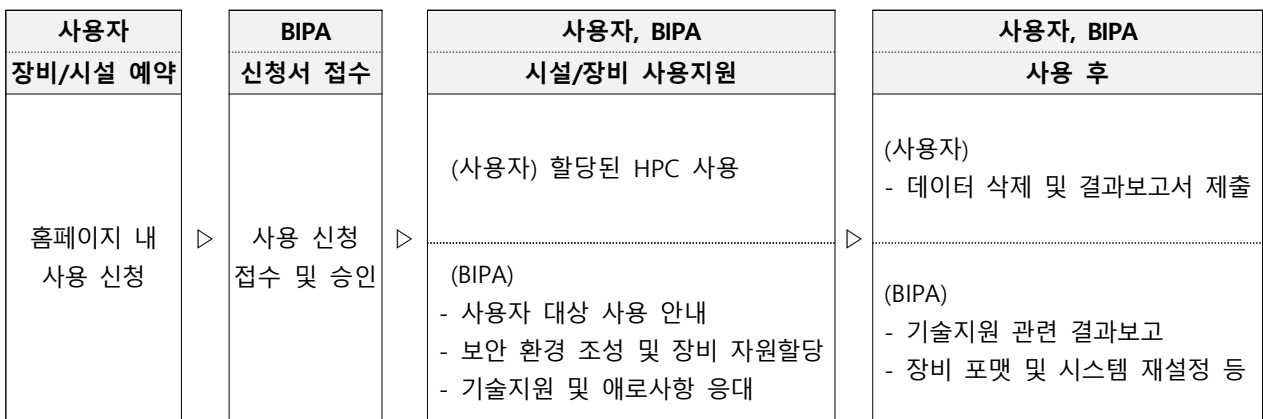 사용자
장비/시설 예약
홈페이지 내
사용 신청
▷
BIPA
신청서 접수
사용 신청
접수 및 승인
▷
사용자, BIPA
시설/장비 사용지원
(사용자) 할당된 HPC 사용
(BIPA)
- 사용자 대상 사용 안내
- 보안 환경 조성 및 장비 자원할당
- 기술지원 및 애로사항 응대
▷
사용자, BIPA
사용 후
(사용자)
- 데이터 삭제 및 결과보고서 제출
(BIPA)
- 기술지원 관련 결과보고
- 장비 포맷 및 시스템 재설정 등